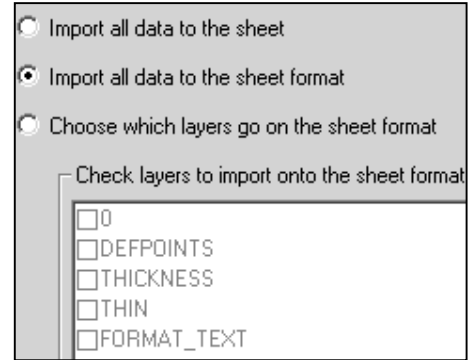 Import all data to the sheet
Import all data to the sheet format
Choose which layers go on the sheet format
Check layers to import onto the sheet format
0
DEFPOINTS
THICKNESS
THIN
FORMAT_TEXT